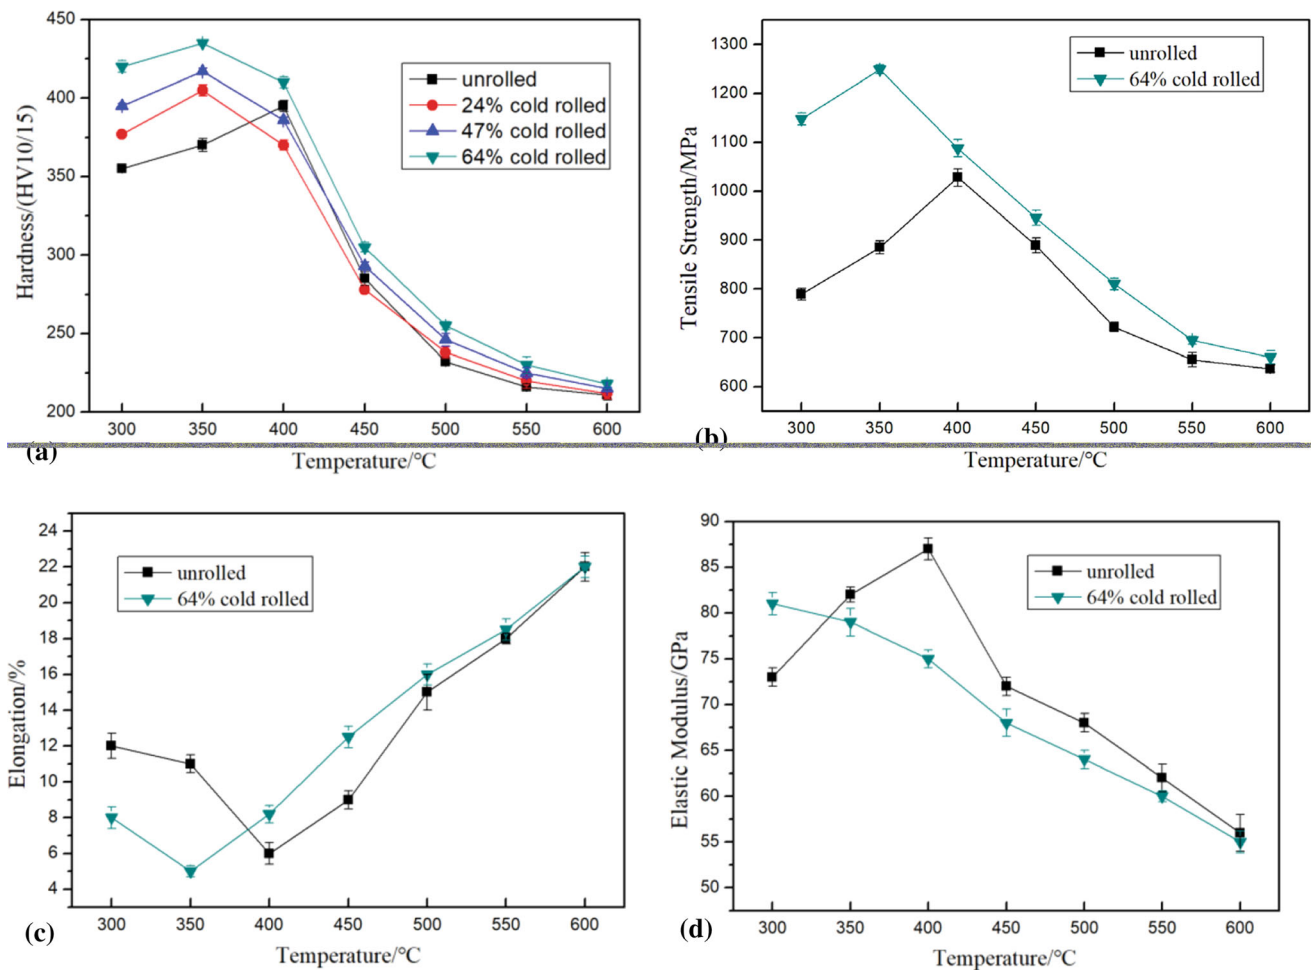 450
400
350
300
250
200
Hardness/(HV10/15)
unrolled
24% cold rolled
47% cold rolled
64% cold rolled
300 350 400 450 500 550 600
(a)
Temperature/°C
1300
1200
1100
1000
900
800
700
600
Tensile Strength/MPa
unrolled
64% cold rolled
300 350 400 450 500 550 600
(b)
Temperature/°C
24
22
20
18
16
14
12
10
8
6
4
Elongation/%
unrolled
64% cold rolled
300 350 400 450 500 550 600
(c)
Temperature/°C
90
85
80
75
70
65
60
55
50
Elastic Modulus/GPa
unrolled
64% cold rolled
300 350 400 450 500 550 600
(d)
Temperature/°C